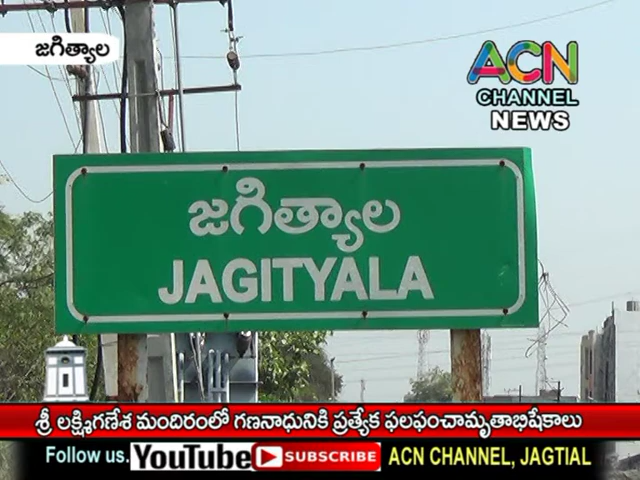 జగిత్యాల
ACN
CHANNEL
NEWS
జగిత్యాల
JAGITYALA
శ్రీ లక్ష్మిగణేశ మందిరంలో గణనాధునికి ప్రత్యేక ఫలపంచామృతాభిషేకాలు
Follow us. YouTube SUBSCRIBE ACN CHANNEL, JAGTIAL